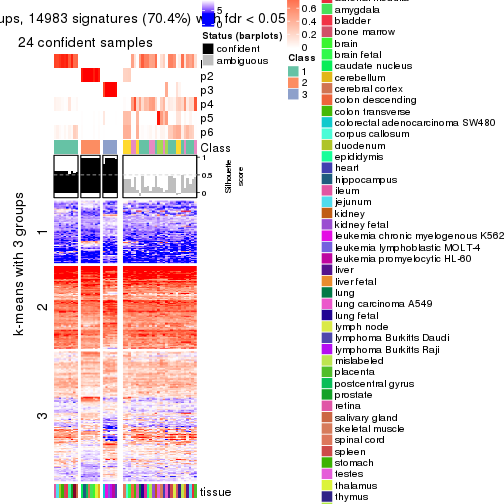 ups, 14983 signatures (70.4%) with fdr < 0.05
24 confident samples
p2
p3
p4
p5
p6
Class
1
0.5
0
Silhouette
score
k-means with 3 groups
1
2
3
tissue
5
0
Status (barplots)
confident
ambiguous
0.6
0.4
0.2
0
Class
1
2
3
amygdala
bladder
bone marrow
brain
brain fetal
caudate nucleus
cerebellum
cerebral cortex
colon descending
colon transverse
colorectal adenocarcinoma SW480
corpus callosum
duodenum
epididymis
heart
hippocampus
ileum
jejunum
kidney
kidney fetal
leukemia chronic myelogenous K562
leukemia lymphoblastic MOLT-4
leukemia promyelocytic HL-60
liver
liver fetal
lung
lung carcinoma A549
lung fetal
lymph node
lymphoma Burkitts Daudi
lymphoma Burkitts Raji
mislabeled
placenta
postcentral gyrus
prostate
retina
salivary gland
skeletal muscle
spinal cord
spleen
stomach
testes
thalamus
thymus